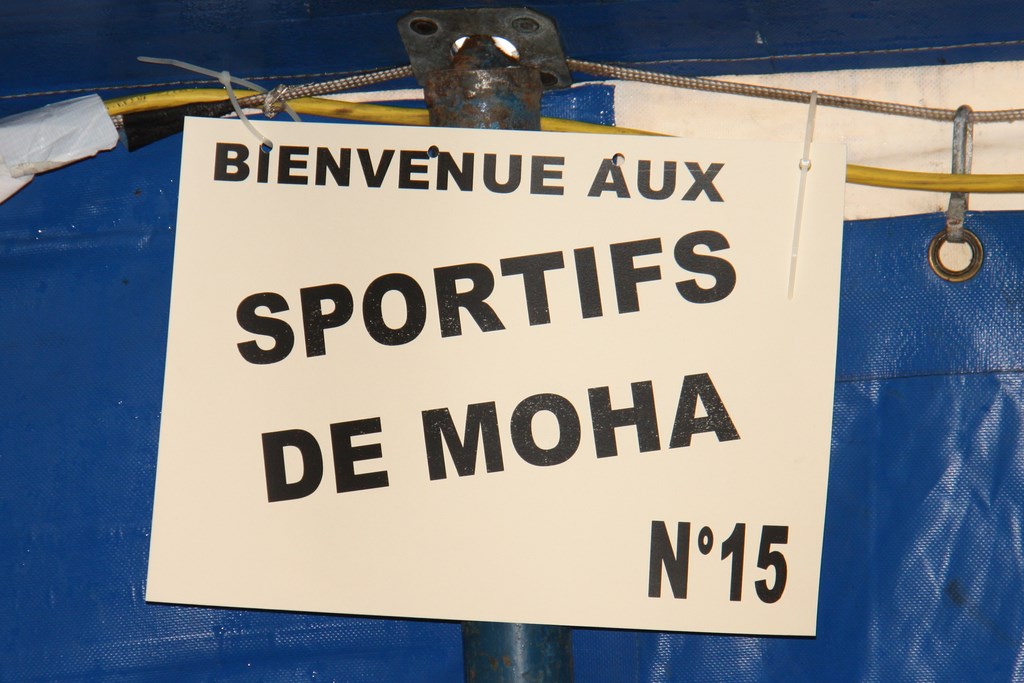 BIENVENUE AUX
SPORTIFS
DE MOHA
N°15